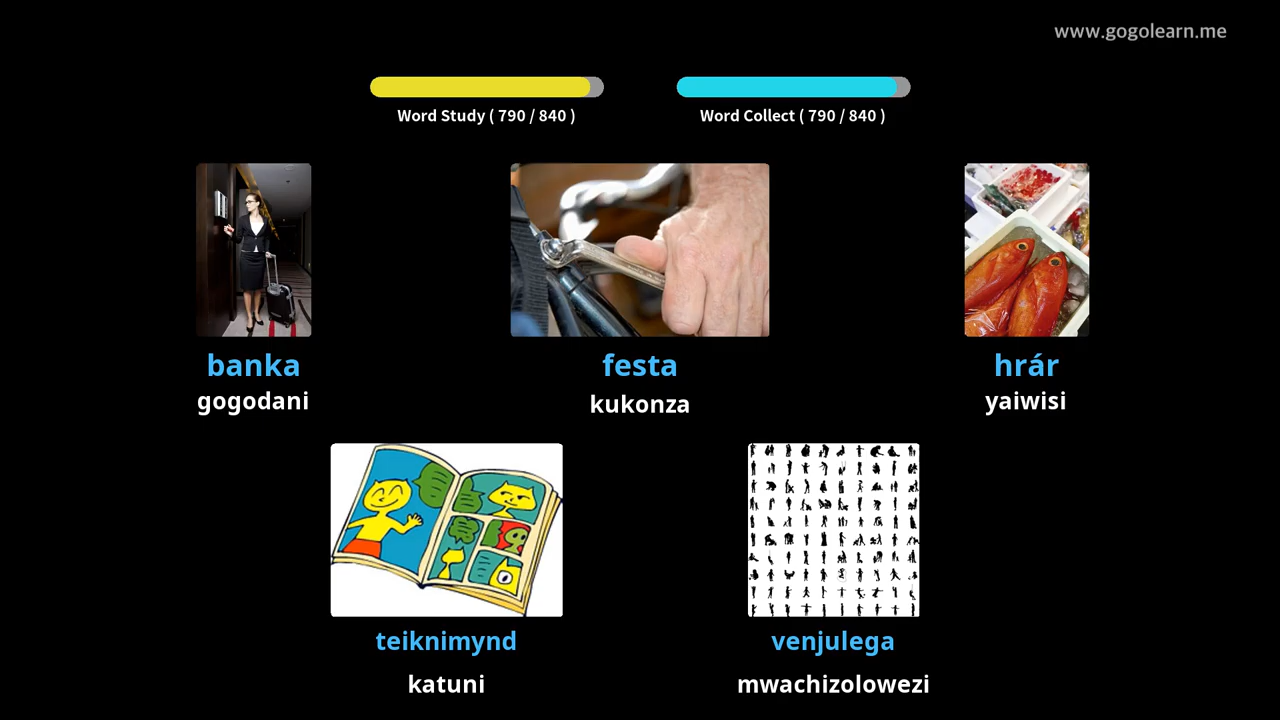 www.gogolearn.me
Word Study ( 790 / 840 )
Word Collect ( 790 / 840 )
banka
gogodani
festa
kukonza
hrár
yaiwisi
teiknimynd
katuni
venjulega
mwachizolowezi